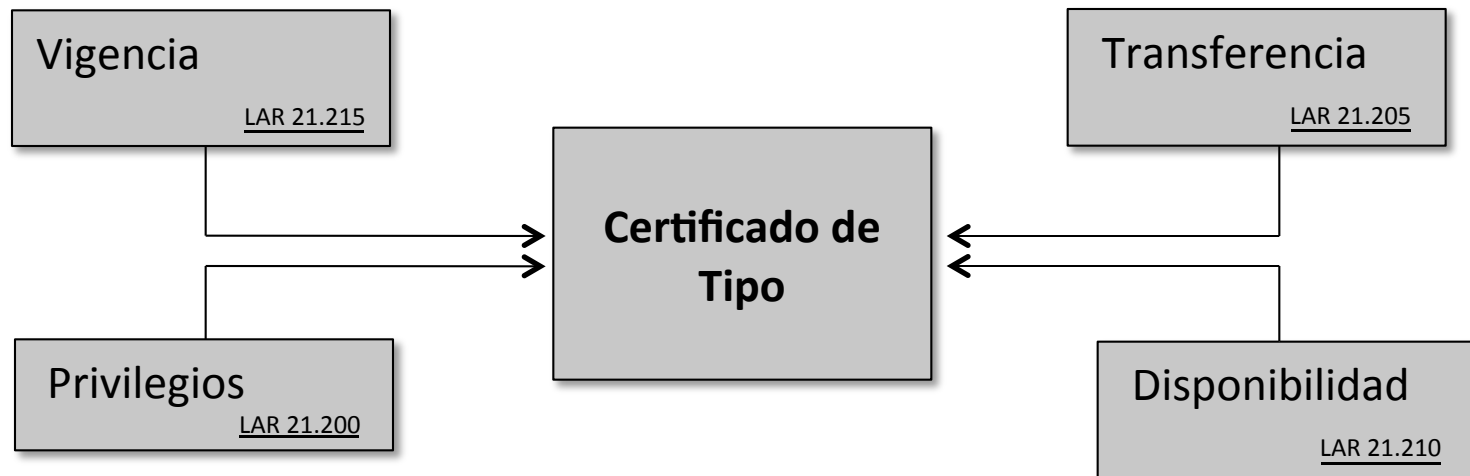 Vigencia
LAR 21.215
Transferencia
LAR 21.205
Certificado de
Tipo
Privilegios
LAR 21.200
Disponibilidad
LAR 21.210